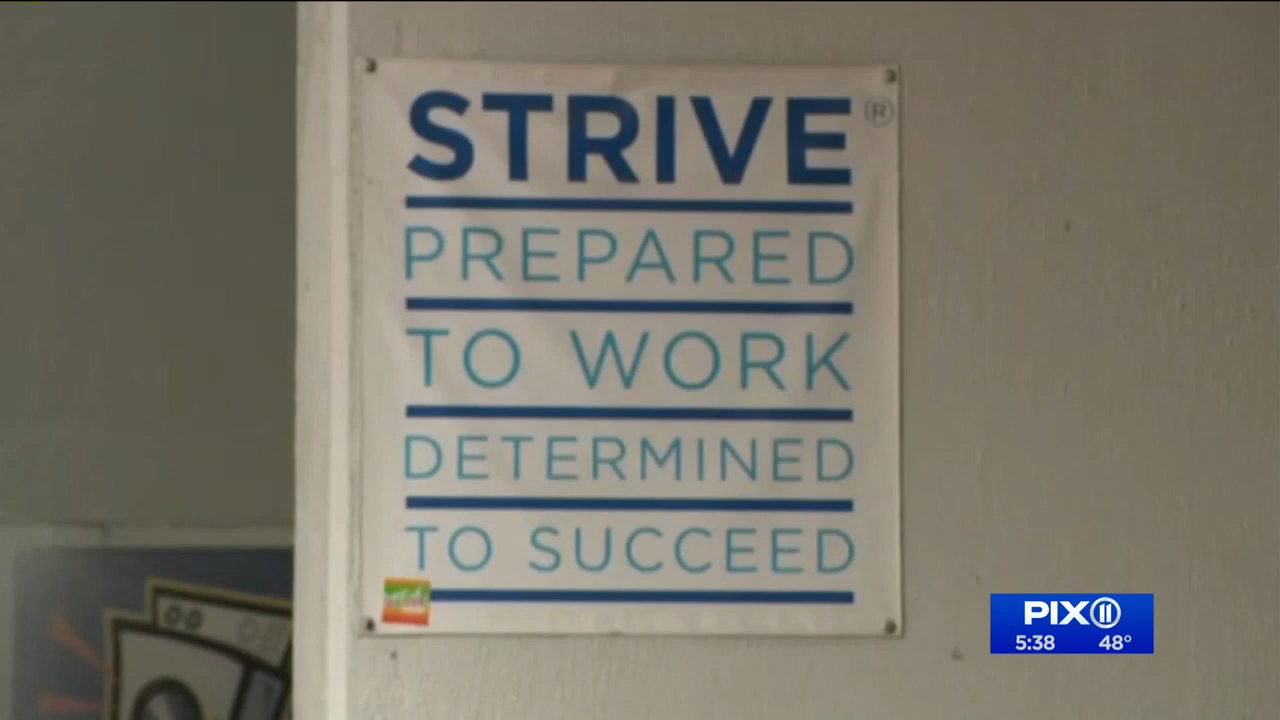 STRIVE®
PREPARED
TO WORK
DETERMINED
TO SUCCEED
PIX11
5:38 48°